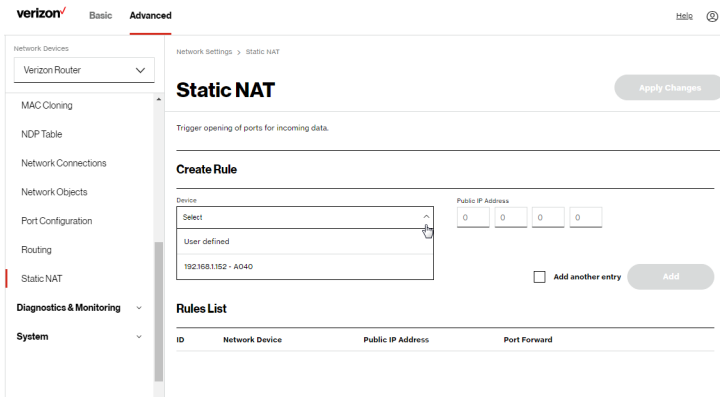 verizon✓ Basic Advanced Help
Network Devices
Verizon Router
MAC Cloning
NDP Table
Network Connections
Network Objects
Port Configuration
Routing
Static NAT
Diagnostics & Monitoring
System
Network Settings > Static NAT
Static NAT
Apply Changes
Trigger opening of ports for incoming data.
Create Rule
Device
Select
User defined
192.168.1.152 - A040
Public IP Address
0 0 0 0
Add another entry Add
Rules List
ID Network Device Public IP Address Port Forward